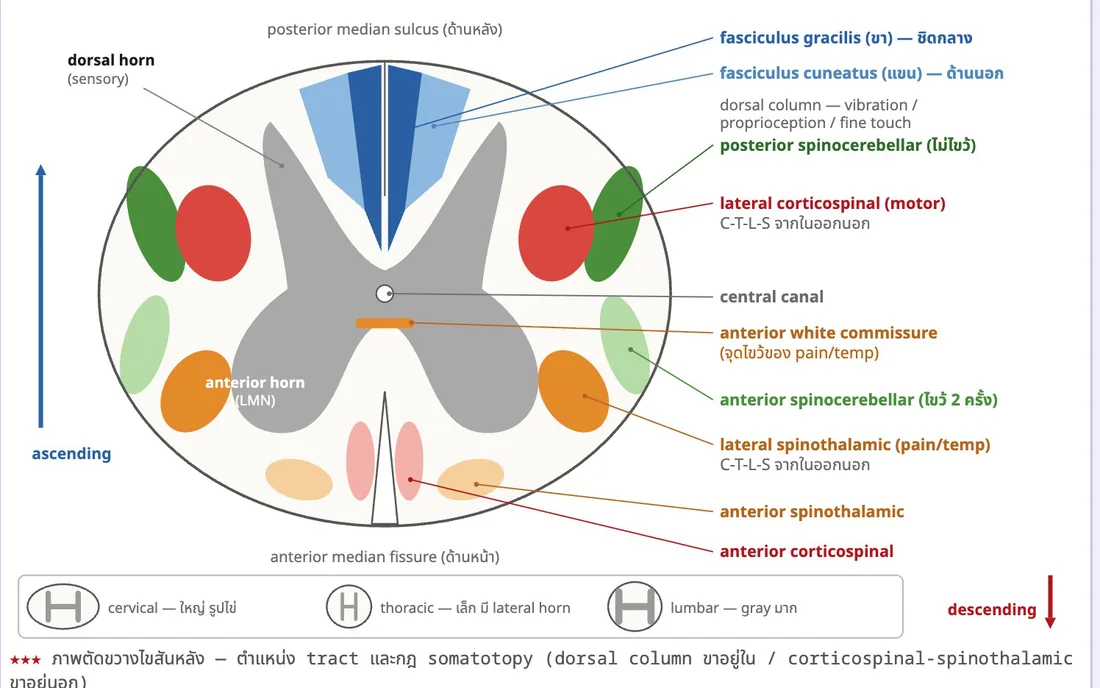 posterior median sulcus (ด้านหลัง)
dorsal horn
(sensory)
fasciculus gracilis (ขา) — ชิดกลาง
fasciculus cuneatus (แขน) — ด้านนอก
dorsal column — vibration /
proprioception / fine touch
posterior spinocerebellar (ไม่ไขว้)
lateral corticospinal (motor)
C-T-L-S จากในออกนอก
central canal
anterior white commissure
(จุดไขว้ของ pain/temp)
anterior horn
(LMN)
anterior spinocerebellar (ไขว้ 2 ครั้ง)
ascending
lateral spinothalamic (pain/temp)
C-T-L-S จากในออกนอก
anterior spinothalamic
anterior corticospinal
anterior median fissure (ด้านหน้า)
cervical — ใหญ่ รูปไข่
thoracic — เล็ก มี lateral horn
lumbar — gray มาก
descending
★★★ ภาพตัดขวางไขสันหลัง — ตำแหน่ง tract และกฎ somatotopy (dorsal column ขาอยู่ใน / corticospinal-spinothalamic
ขาอยู่นอก)